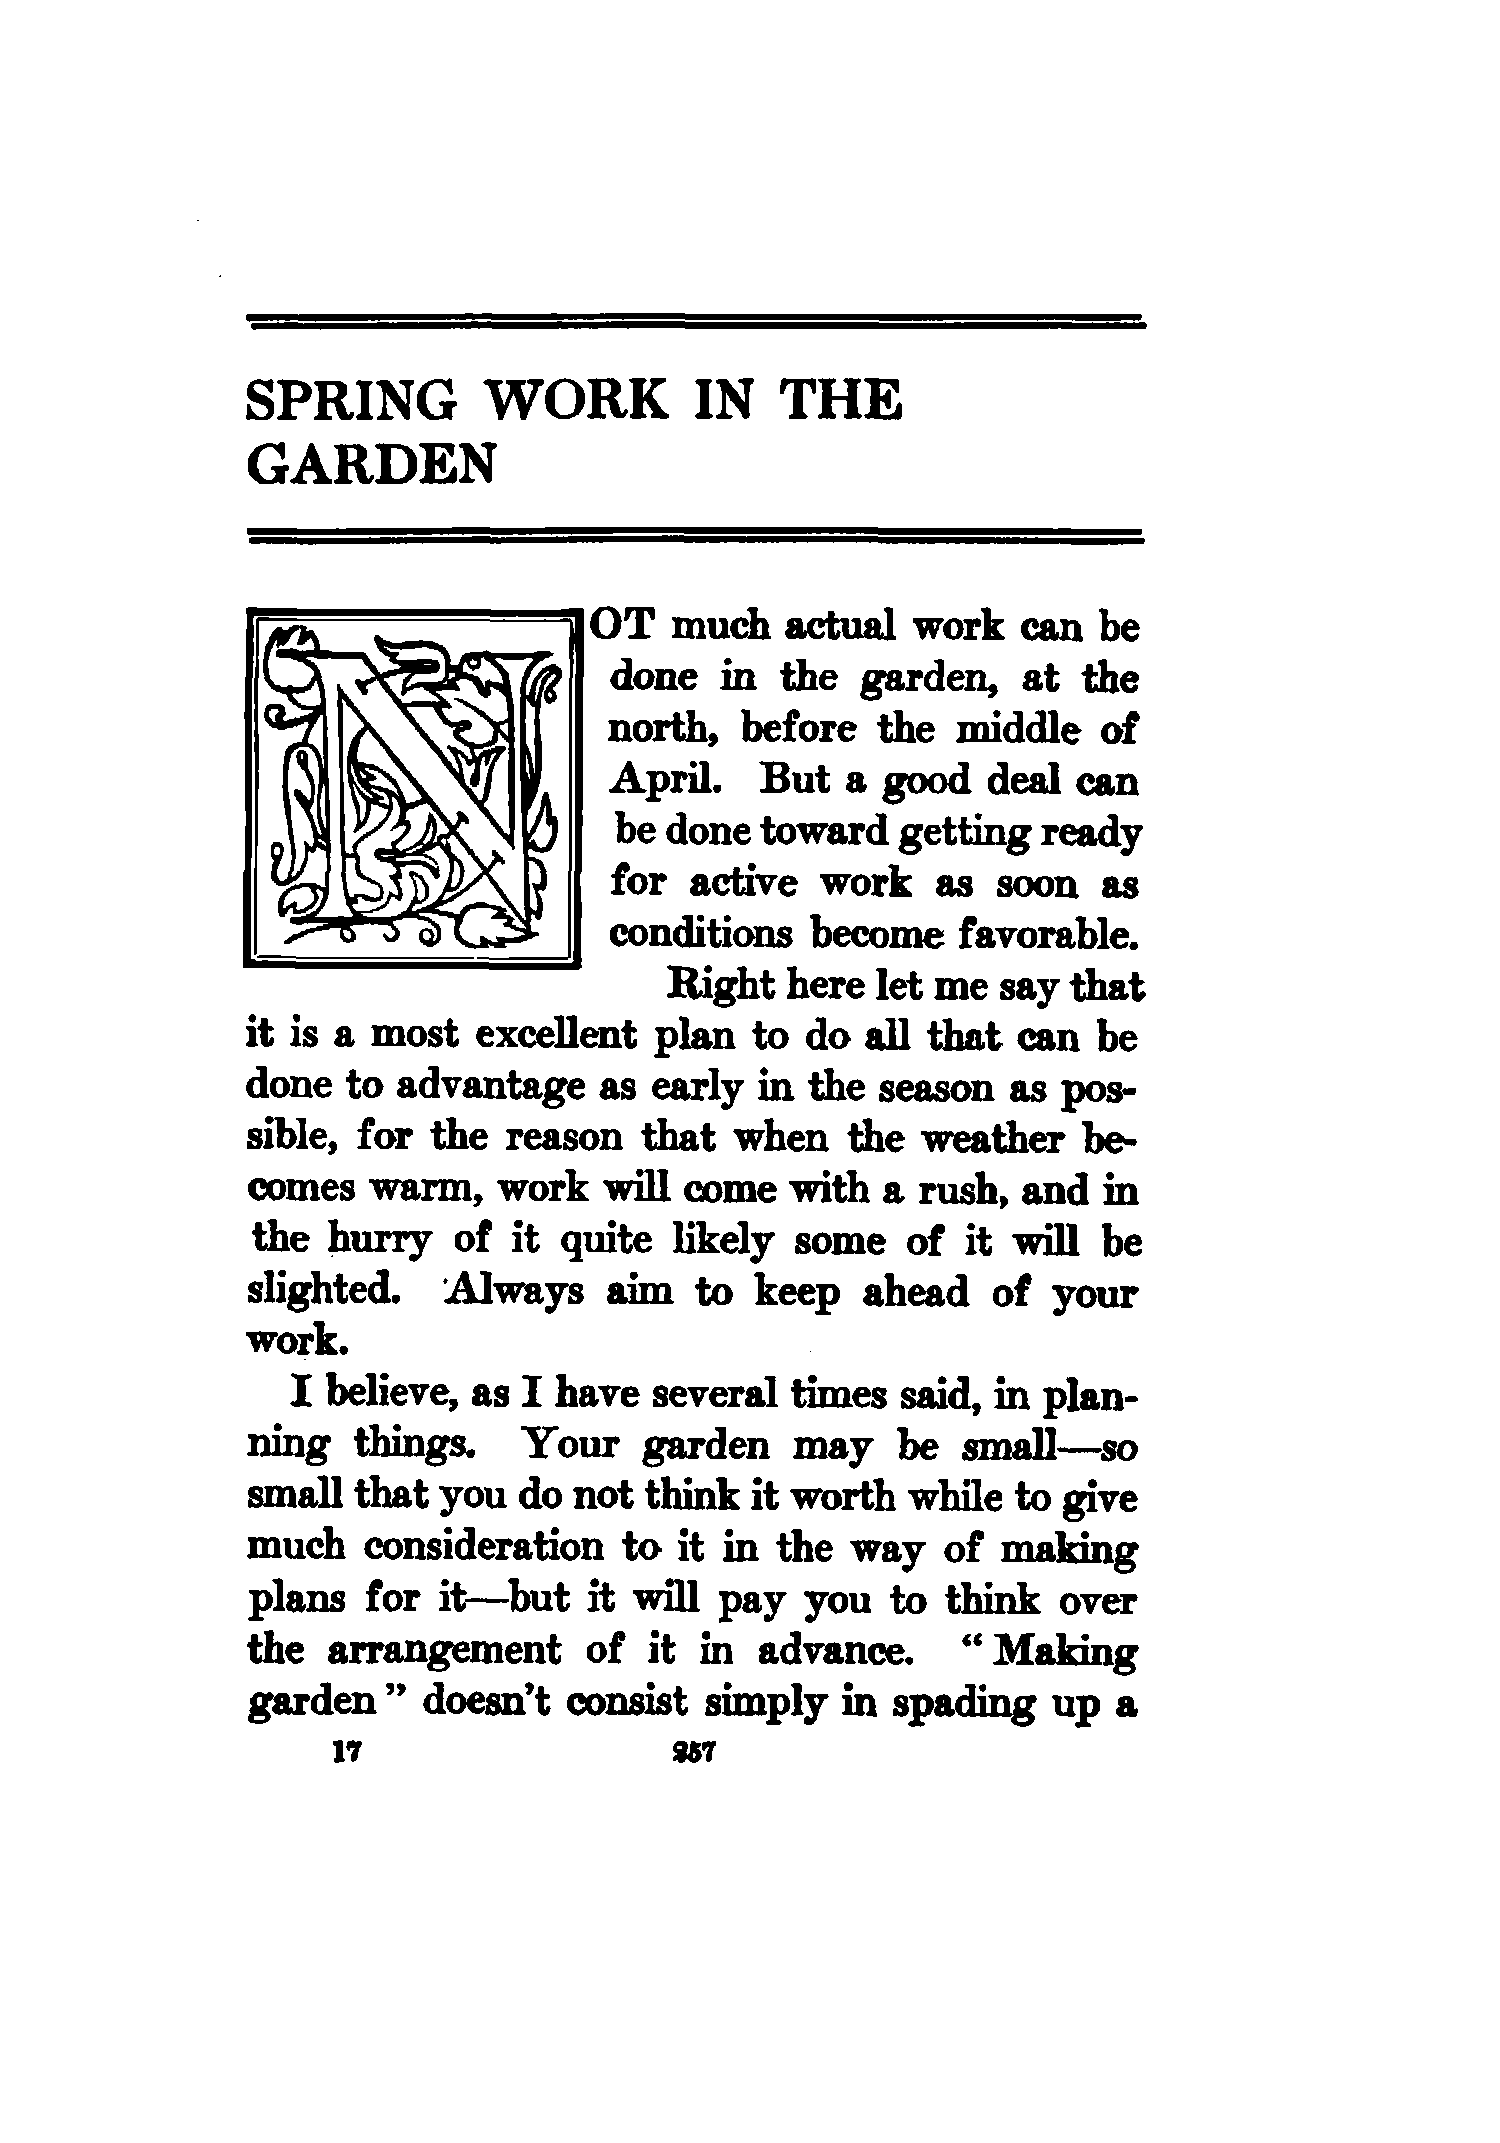 SPRING WORK IN THE
GARDEN
NOT much actual work can be
done in the garden, at the
north, before the middle of
April. But a good deal can
be done toward getting ready
for active work as soon as
conditions become favorable.
Right here let me say that
it is a most excellent plan to do all that can be
done to advantage as early in the season as pos-
sible, for the reason that when the weather be-
comes warm, work will come with a rush, and in
the hurry of it quite likely some of it will be
slighted. Always aim to keep ahead of your
work.
I believe, as I have several times said, in plan-
ning things. Your garden may be small—so
small that you do not think it worth while to give
much consideration to it in the way of making
plans for it—but it will pay you to think over
the arrangement of it in advance. “ Making
garden ” doesn’t consist simply in spading up a
17 257